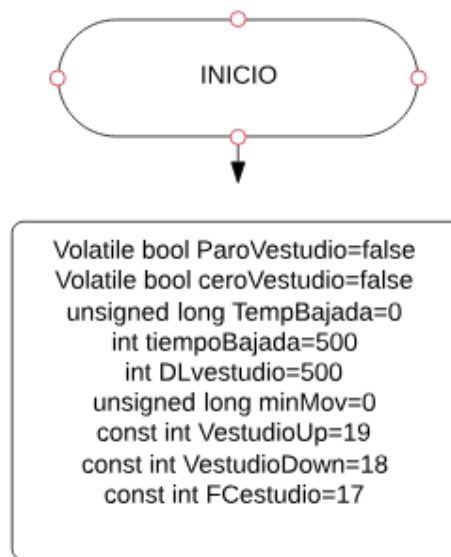 INICIO
Volatile bool ParoVestudio=false
Volatile bool ceroVestudio=false
unsigned long TempBajada=0
int tiempoBajada=500
int DLvestudio=500
unsigned long minMov=0
const int VestudioUp=19
const int VestudioDown=18
const int FCestudio=17